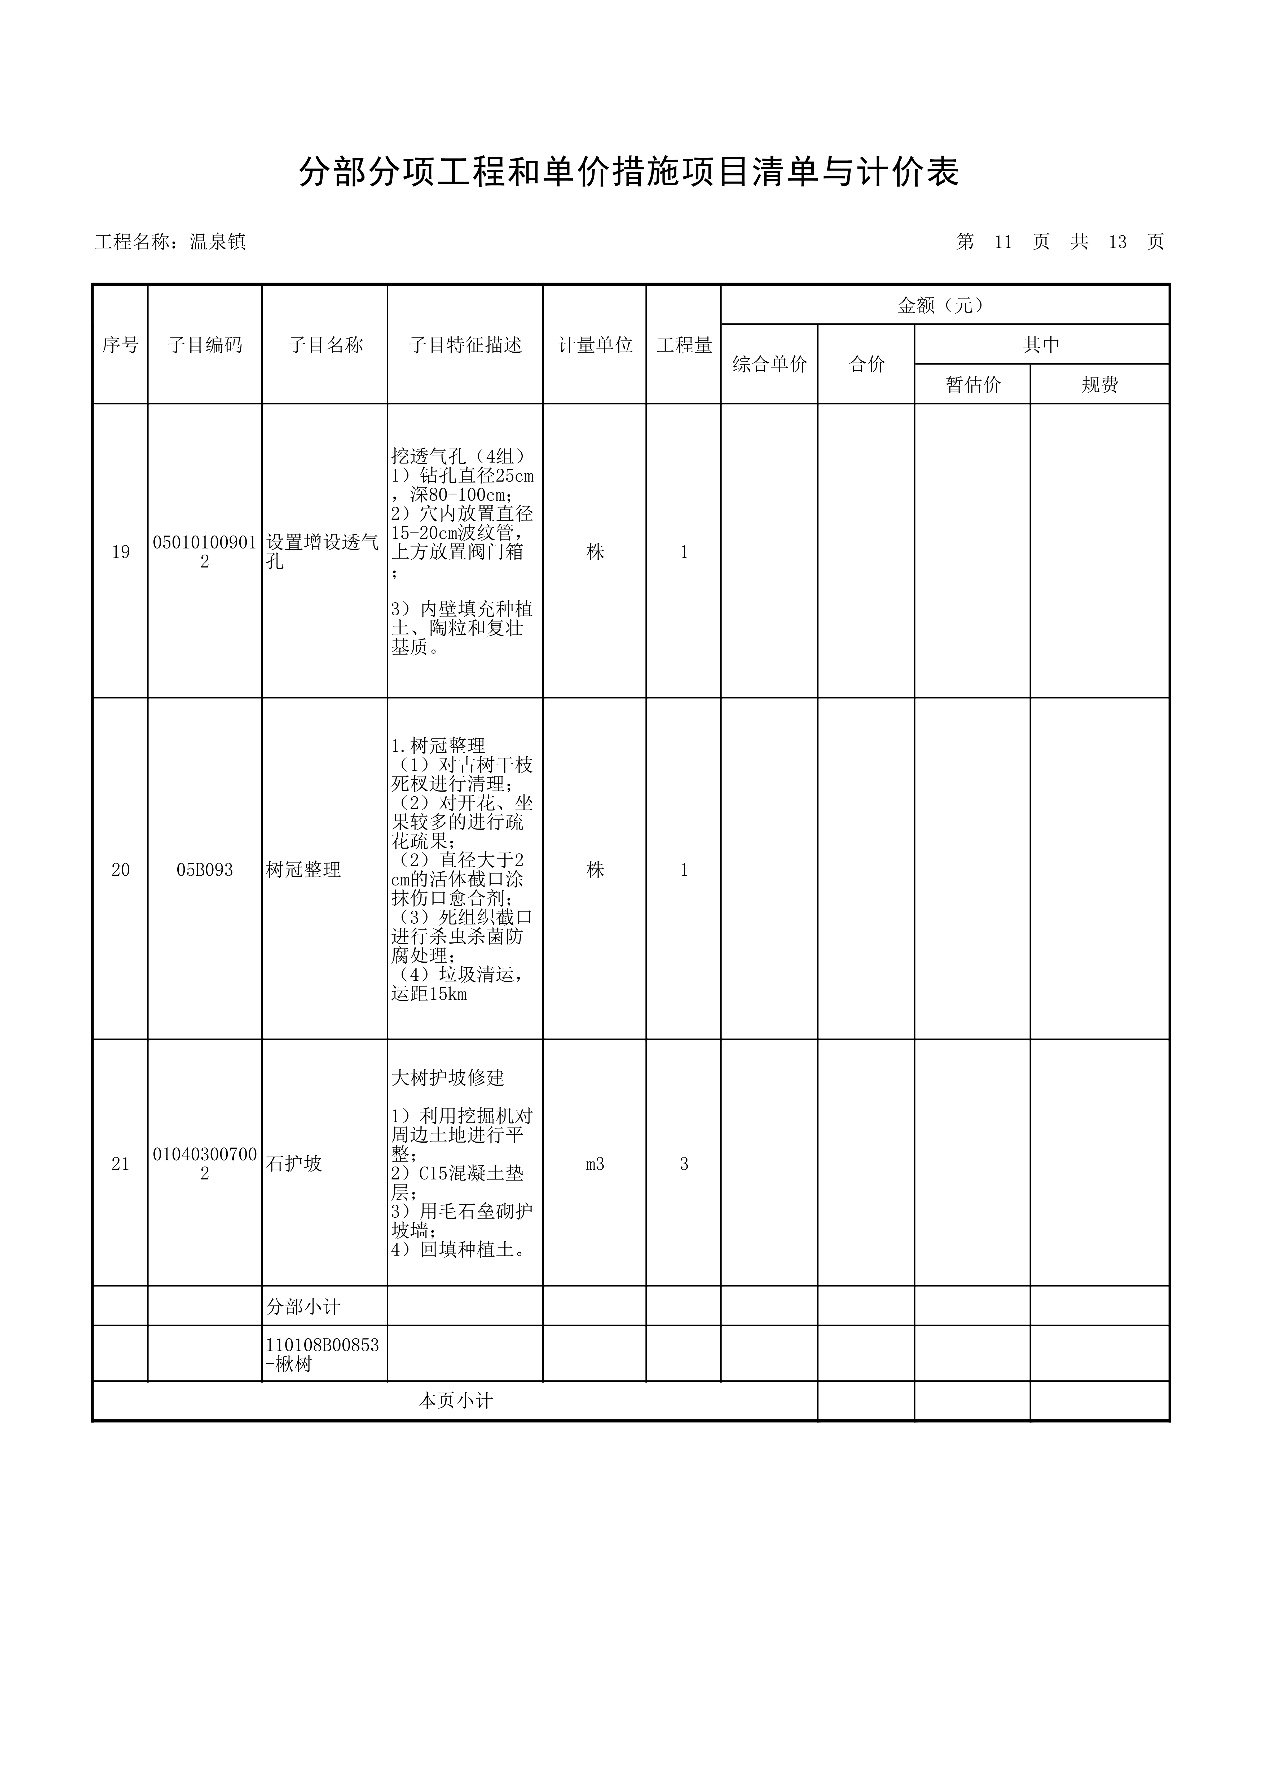 分部分项工程和单价措施项目清单与计价表
工程名称：温泉镇
第 11 页 共 13 页
序号
子目编码
子目名称
子目特征描述
计量单位
工程量
金额（元）
综合单价
合价
其中
暂估价
规费
19
05010100901
2
设置增设透气
孔
挖透气孔（4组）
1）钻孔直径25cm
，深80-100cm；
2）穴内放置直径
15-20cm波纹管，
上方放置阀门箱
；
3）内壁填充种植
土、陶粒和复壮
基质。
株
1
20
05B093
树冠整理
1.树冠整理
（1）对古树干枝
死杈进行清理；
（2）对开花、坐
果较多的进行疏
花疏果；
（2）直径大于2
cm的活体截口涂
抹伤口愈合剂；
（3）死组织截口
进行杀虫杀菌防
腐处理；
（4）垃圾清运，
运距15km
株
1
21
01040300700
2
石护坡
大树护坡修建
1）利用挖掘机对
周边土地进行平
整；
2）C15混凝土垫
层；
3）用毛石垒砌护
坡墙；
4）回填种植土。
m3
3
分部小计
110108B00853
-楸树
本页小计